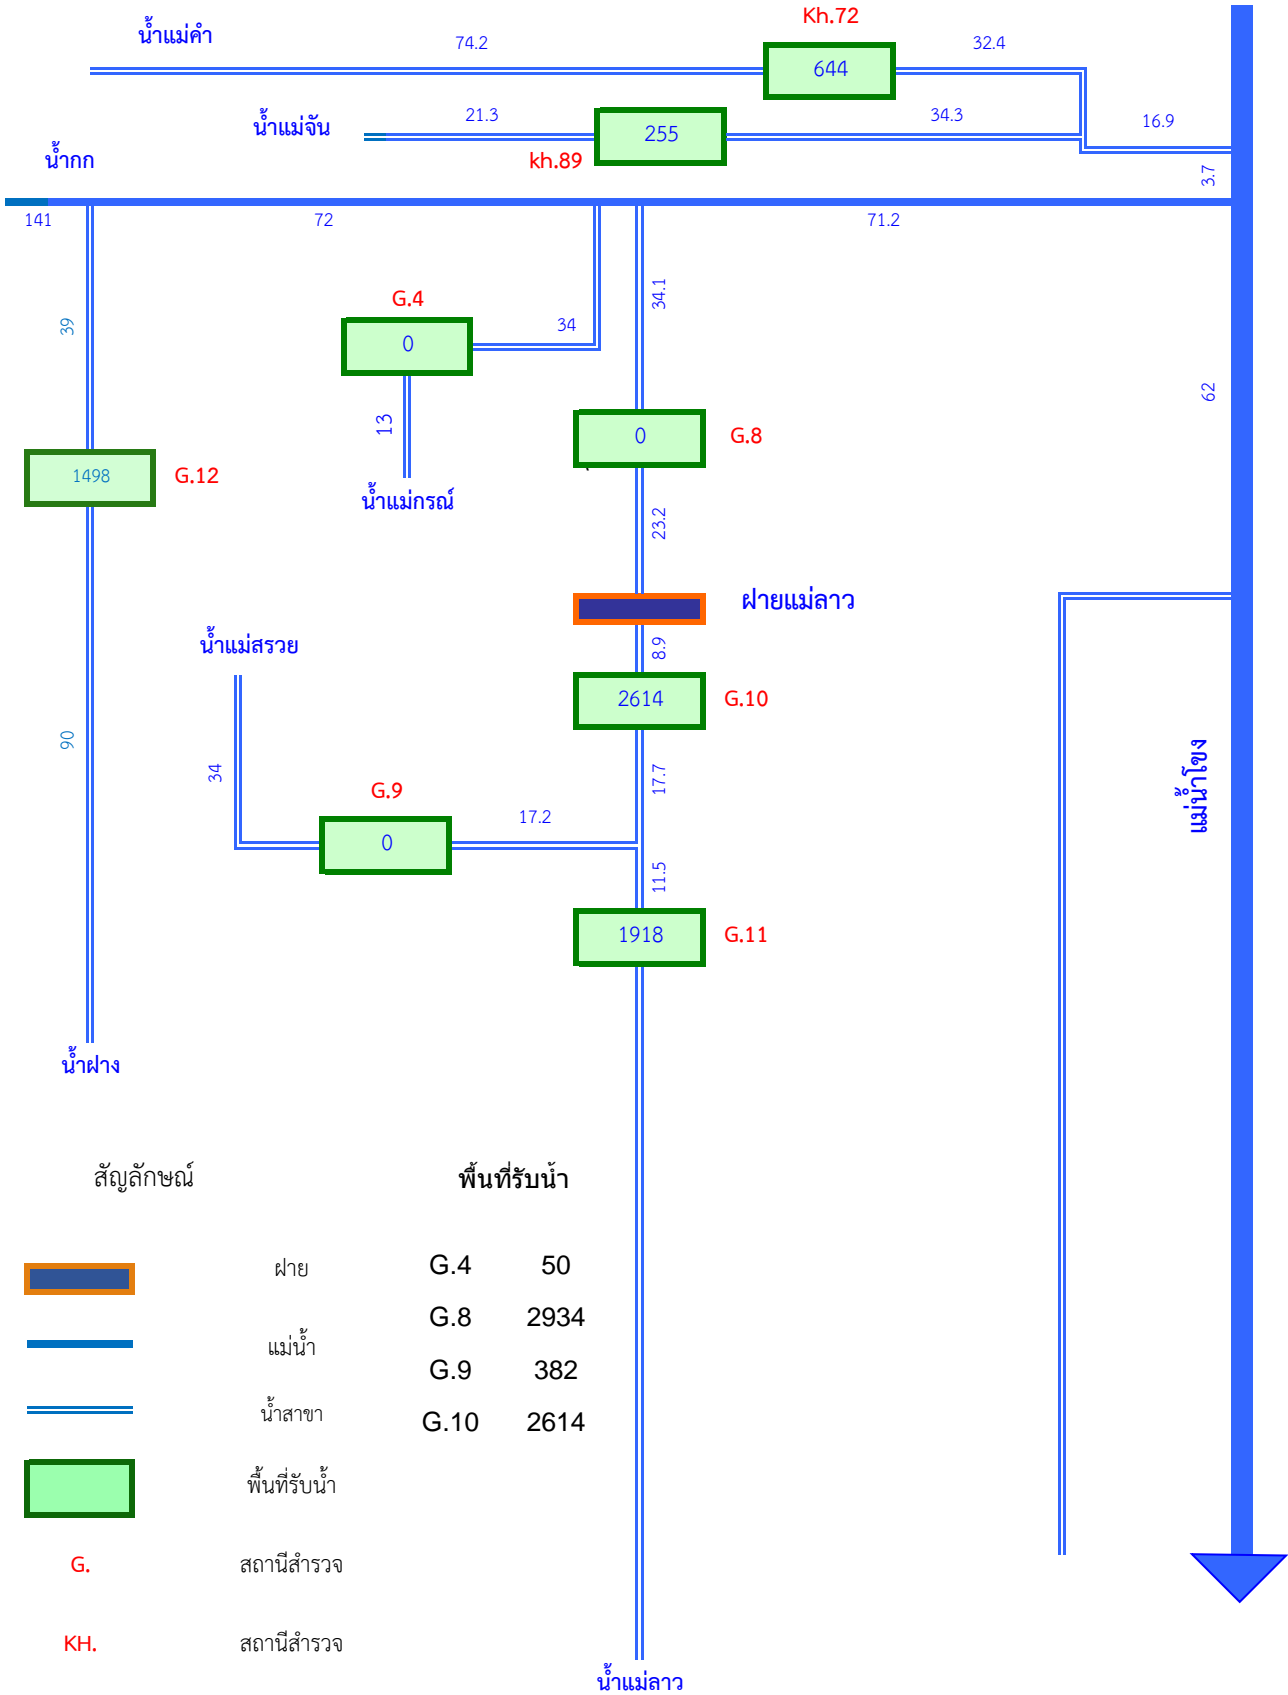 Kh.72
น้ำแม่คำ
74.2
32.4
644
น้ำแม่จัน
21.3
34.3
16.9
255
น้ำกก
kh.89
3.7
141
72
71.2
34.1
G.4
39
34
0
62
13
0
G.8
1498
G.12
น้ำแม่กรณ์
23.2
ฝายแม่ลาว
น้ำแม่สรวย
8.9
2614
G.10
90
34
17.7
แม่น้ำโขง
G.9
17.2
0
11.5
1918
G.11
น้ำฝาง
สัญลักษณ์
พื้นที่รับน้ำ
ฝาย
G.4 50
G.8 2934
แม่น้ำ
G.9 382
น้ำสาขา
G.10 2614
พื้นที่รับน้ำ
G. สถานีสำรวจ
KH. สถานีสำรวจ
น้ำแม่ลาว